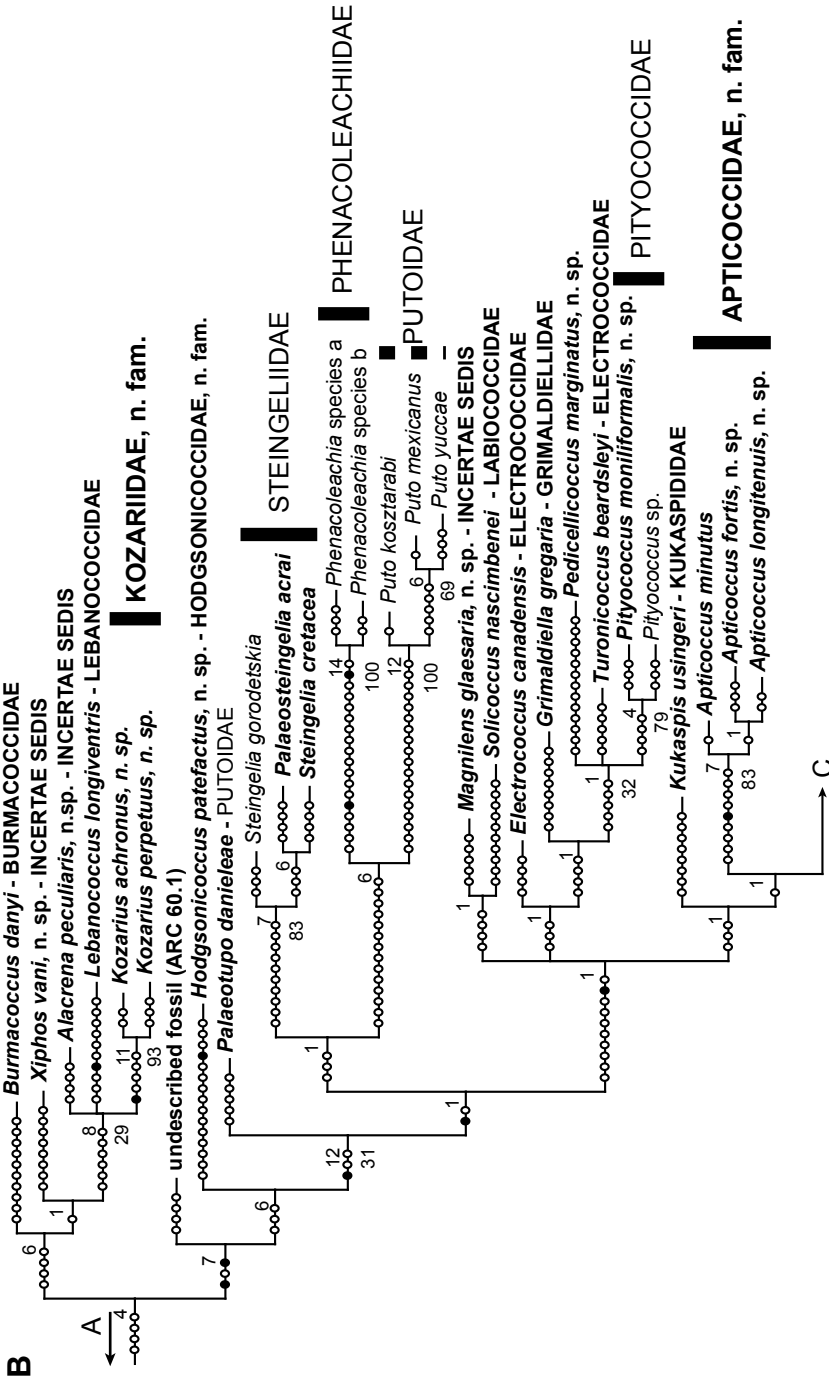 B
A
4
6
Burmacoccus danyi - BURMACOCCIDAE
1
Xiphos vani, n. sp. - INCERTAE SEDIS
8
29
Alacrena peculiaris, n.sp. - INCERTAE SEDIS
Lebanococcus longiventris - LEBANOCOCCIDAE
11
93
Kozarius achronus, n. sp.
Kozarius perpetuus, n. sp.
KOZARIIDAE, n. fam.
7
undescribed fossil (ARC 60.1)
6
Hodgsonicoccus patefactus, n. sp. - HODGSONICOCCIDAE, n. fam.
12
31
Palaeotupo danieleae - PUTOIDAE
1
1
7
83
Steingelia gorodetskia
6
Palaeosteingelia acrai
Steingelia cretacea
STEINGELIIDAE
6
14
100
Phenacoleachia species a
Phenacoleachia species b
PHENACOLEACHIIDAE
12
100
Puto kosztarabi
6
69
Puto mexicanus
Puto yuccae
PUTOIDAE
1
1
Magnilens glaesaria, n. sp. - INCERTAE SEDIS
Solicoccus nascimbenei - LABIOCOCCIDAE
1
Electrococcus canadensis - ELECTROCOCCIDAE
1
Grimaldiella gregaria - GRIMALDIELLIDAE
1
32
Pedicellicoccus marginatus, n. sp.
Turonicoccus beardsleyi - ELECTROCOCCIDAE
4
79
Pityococcus moniliformalis, n. sp.
Pityococcus sp.
PITYOCOCCIDAE
1
Kukaspis usingeri - KUKASPIDIDAE
1
7
83
Apticoccus minutus
1
Apticoccus fortis, n. sp.
Apticoccus longitenuis, n. sp.
APTICOCCIDAE, n. fam.
C